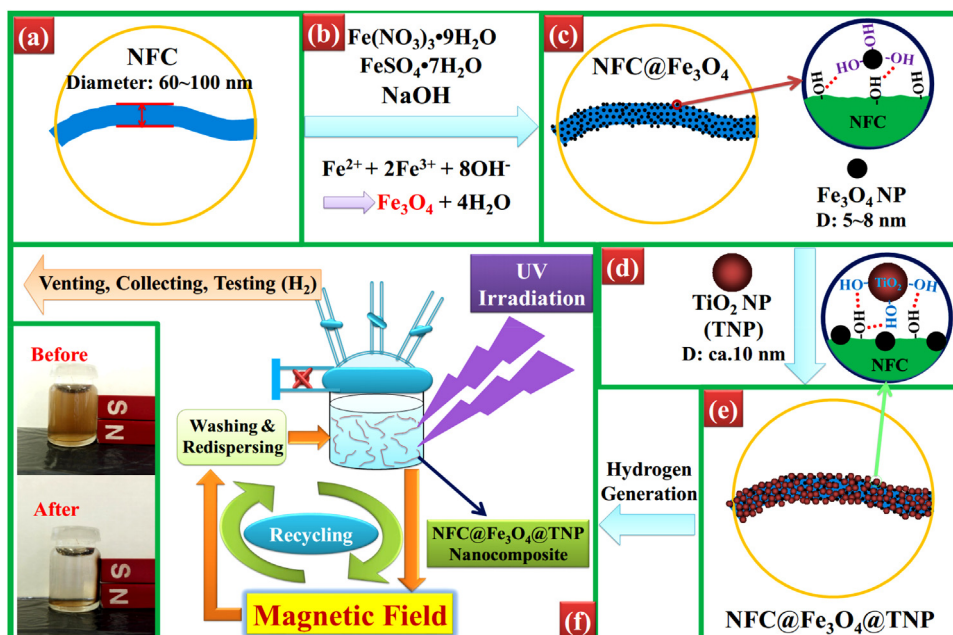 (a)
NFC
Diameter: 60~100 nm
(b)
Fe(NO₃)₃•9H₂O
FeSO₄•7H₂O
NaOH
Fe²⁺ + 2Fe³⁺ + 8OH⁻
Fe₃O₄ + 4H₂O
(c)
NFC@Fe₃O₄
HO
HO
OH
HO
HO
HO
NFC
Fe₃O₄ NP
D: 5~8 nm
(d)
TiO₂ NP
(TNP)
D: ca.10 nm
HO
TiO₂
OH
HO
OH
OH
NFC
(e)
NFC@Fe₃O₄@TNP
Hydrogen
Generation
Venting, Collecting, Testing (H₂)
UV
Irradiation
Washing &
Redispersing
Recycling
NFC@Fe₃O₄@TNP
Nanocomposite
Magnetic Field
(f)
Before
S
N
After
S
N